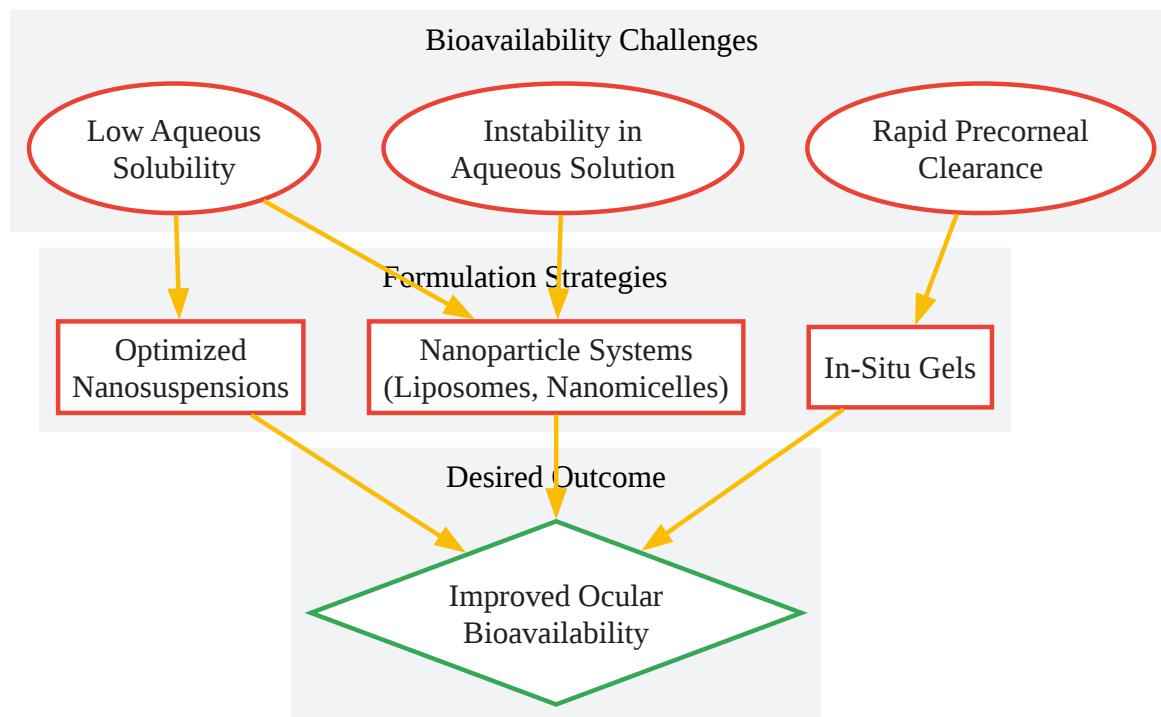 Bioavailability Challenges
Low Aqueous
Solubility
Instability in
Aqueous Solution
Rapid Precorneal
Clearance
Formulation Strategies
Optimized
Nanosuspensions
Nanoparticle Systems
(Liposomes, Nanomicelles)
In-Situ Gels
Desired Outcome
Improved Ocular
Bioavailability